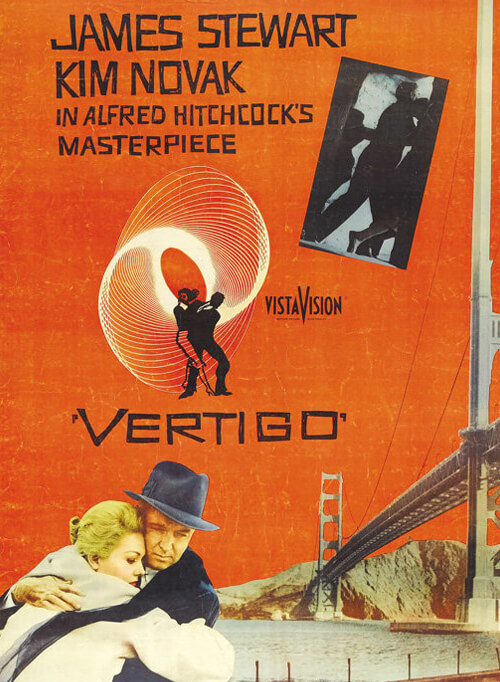 JAMES STEWART
KIM NOVAK
IN ALFRED HITCHCOCK'S
MASTERPIECE
VISTAVISION
'VERTIGO'